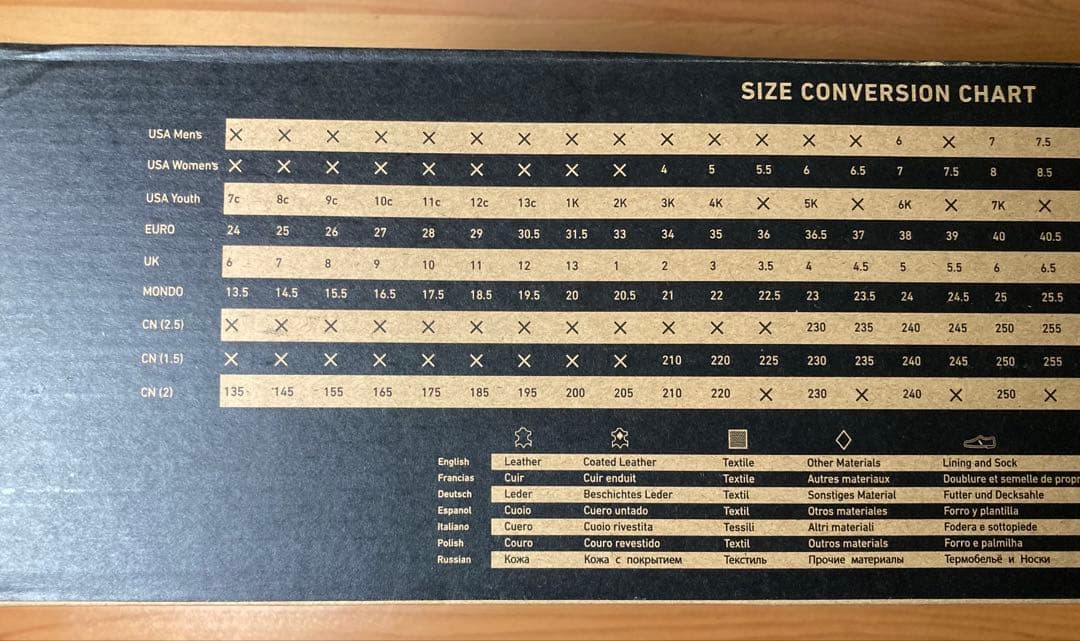 SIZE CONVERSION CHART
USA Men's X X X X X X X X X X X X X X 6 X 7 7.5
USA Women's X X X X X X X X X 4 5 5.5 6 6.5 7 7.5 8 8.5
USA Youth 7c 8c 9c 10c 11c 12c 13c 1K 2K 3K 4K X 5K X 6K X 7K X
EURO 24 25 26 27 28 29 30.5 31.5 33 34 35 36 36.5 37 38 39 40 40.5
UK 6 7 8 9 10 11 12 13 1 2 3 3.5 4 4.5 5 5.5 6 6.5
MONDO 13.5 14.5 15.5 16.5 17.5 18.5 19.5 20 20.5 21 22 22.5 23 23.5 24 24.5 25 25.5
CN (2.5) X X X X X X X X X X X X 230 235 240 245 250 255
CN (1.5) X X X X X X X X X 210 220 225 230 235 240 245 250 255
CN (2) 135 145 155 165 175 185 195 200 205 210 220 X 230 X 240 X 250 X
English Leather Coated Leather Textile Other Materials Lining and Sock
Francias Cuir Cuir enduit Textile Autres materiaux Doublure et semelle de propr
Deutsch Leder Beschichtes Leder Textil Sonstiges Material Futter und Decksahle
Espanol Cuoio Cuero untado Textil Otros materiales Forro y plantilla
Italiano Cuero Cuoio rivestita Tessili Altri materiali Fodera e sottopiede
Polish Couro Couro revestido Textil Outros materials Forro e palmilha
Russian Кожа Кожа с покрытием Текстиль Прочие материалы Термобельё и Носки